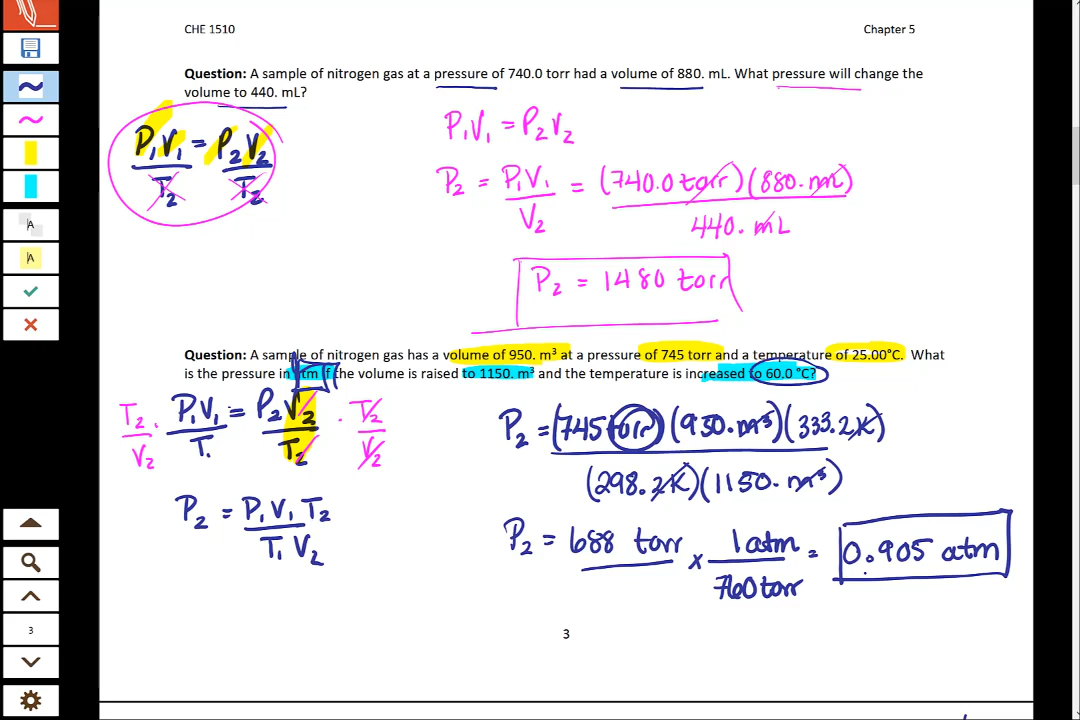 CHE 1510 Chapter 5
Question: A sample of nitrogen gas at a pressure of 740.0 torr had a volume of 880. mL. What pressure will change the
volume to 440. mL?
P₁V₁ = P₂V₂
T₂ T₂
P₁V₁ = P₂V₂
P₂ = P₁V₁ = (740.0 torr)(880. mL)
V₂ 440. mL
P₂ = 1480 torr
Question: A sample of nitrogen gas has a volume of 950. m³ at a pressure of 745 torr and a temperature of 25.00°C. What
is the pressure in atm if the volume is raised to 1150. m³ and the temperature is increased to 60.0 °C?
T₂ · P₁V₁ = P₂V₂ · T₂
V₂ T₁ T₂ V₂
P₂ = P₁V₁T₂
T₁V₂
P₂ = (745 torr)(950. m³)(333.2K)
(298.2K)(1150. m³)
P₂ = 688 torr x 1 atm = 0.905 atm
760 torr
3
3
A
A